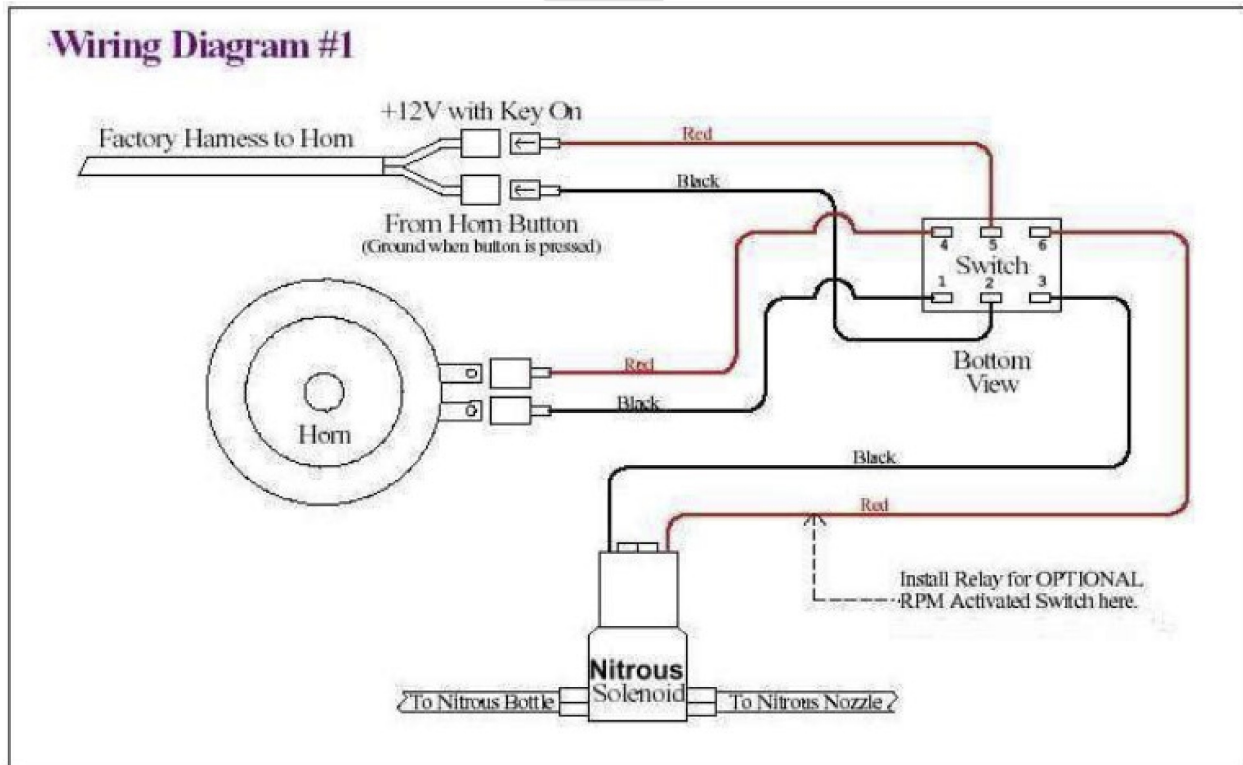 Wiring Diagram #1
+12V with Key On
Factory Harness to Horn
Red
Black
From Horn Button
(Ground when button is pressed)
4 5 6
Switch
1 2 3
Bottom
View
Red
Black
Horn
Black
Red
Install Relay for OPTIONAL
RPM Activated Switch here.
Nitrous
Solenoid
To Nitrous Bottle
To Nitrous Nozzle